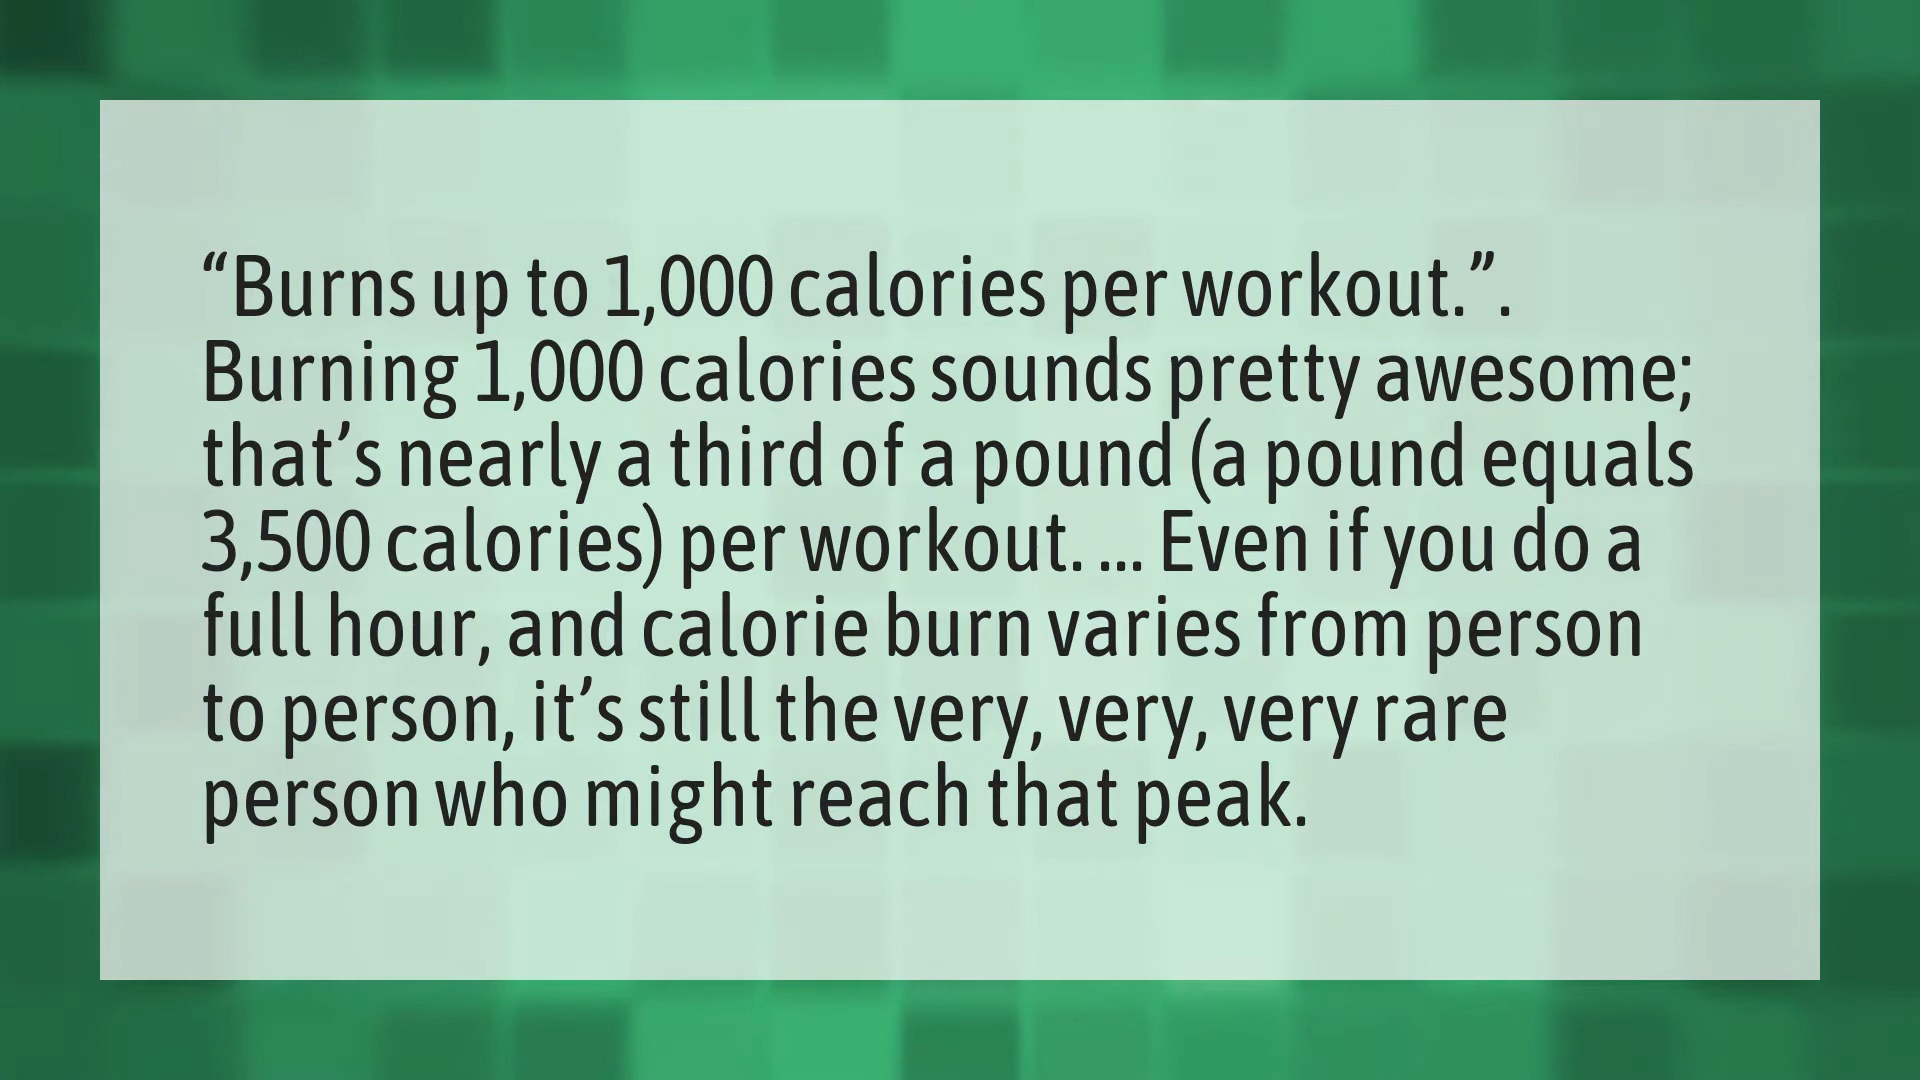 “Burns up to 1,000 calories per workout.”.
Burning 1,000 calories sounds pretty awesome;
that’s nearly a third of a pound (a pound equals
3,500 calories) per workout. ... Even if you do a
full hour, and calorie burn varies from person
to person, it’s still the very, very, very rare
person who might reach that peak.